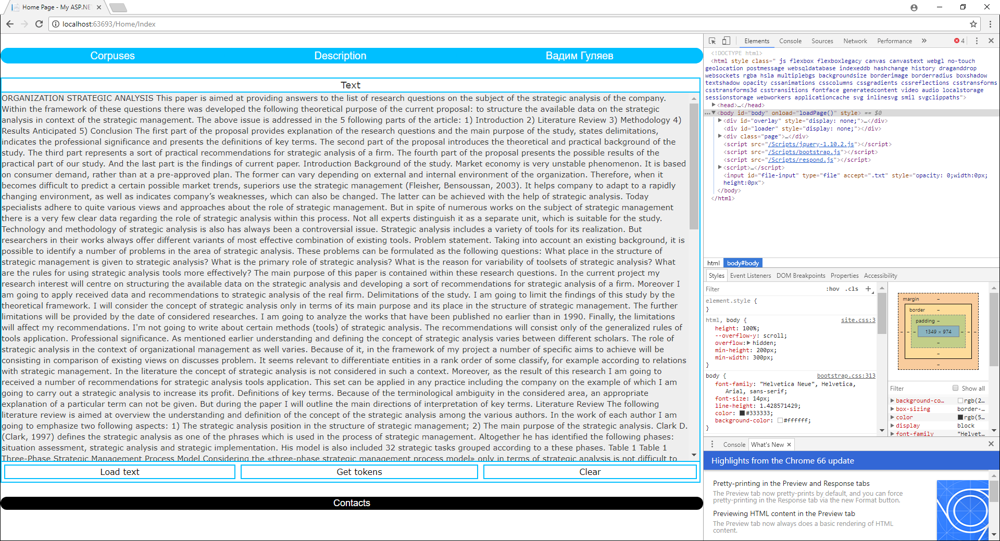 Home Page - My ASP.NE
localhost:63693/Home/Index
Corpuses Description Вадим Гуляев
Text
ORGANIZATION STRATEGIC ANALYSIS This paper is aimed at providing answers to the list of research questions on the subject of the strategic analysis of the company.
Within the framework of these questions there was developed the following theoretical purpose of the current proposal: to structure the available data on the strategic
analysis in context of the strategic management. The above issue is addressed in the 5 following parts of the article: 1) Introduction 2) Literature Review 3) Methodology 4)
Results Anticipated 5) Conclusion The first part of the proposal provides explanation of the research questions and the main purpose of the study, states delimitations,
indicates the professional significance and presents the definitions of key terms. The second part of the proposal introduces the theoretical and practical background of the
study. The third part represents a sort of practical recommendations for strategic analysis of a firm. The fourth part of the proposal presents the possible results of the
practical part of our study. And the last part is the findings of current paper. Introduction Background of the study. Market economy is very unstable phenomenon. It is based
on consumer demand, rather than at a pre-approved plan. The former can vary depending on external and internal environment of the organization. Therefore, when it
becomes difficult to predict a certain possible market trends, superiors use the strategic management (Fleisher, Bensoussan, 2003). It helps company to adapt to a rapidly
changing environment, as well as indicates company’s weaknesses, which can also be changed. The latter can be achieved with the help of strategic analysis. Today
specialists adhere to quite various views and approaches about the role of strategic management. But in spite of numerous works on the subject of strategic management
there is a very few clear data regarding the role of strategic analysis within this process. Not all experts distinguish it as a separate unit, which is suitable for the study.
Technology and methodology of strategic analysis is also has always been a controversial issue. Strategic analysis includes a variety of tools for its realization. But
researchers in their works always offer different variants of most effective combination of existing tools. Problem statement. Taking into account an existing background, it is
possible to identify a number of problems in the area of strategic analysis. These problems can be formulated as the following questions: What place in the structure of
strategic management is given to strategic analysis? What is the primary role of strategic analysis? What is the reason for variability of toolsets of strategic analysis? What
are the rules for using strategic analysis tools more effectively? The main purpose of this paper is contained within these research questions. In the current project my
research interest will centre on structuring the available data on the strategic analysis and developing a sort of recommendations for strategic analysis of a firm. Moreover I
am going to apply received data and recommendations to strategic analysis of the real firm. Delimitations of the study. I am going to limit the findings of this study by the
theoretical framework. I will consider the concept of strategic analysis only in terms of its main purpose and its place in the structure of strategic management. The further
limitations will be provided by the date of considered researches. I am going to analyze the works that have been published no earlier than in 1990. Finally, the limitations
will affect my recommendations. I'm not going to write about certain methods (tools) of strategic analysis. The recommendations will consist only of the generalized rules of
tools application. Professional significance. As mentioned earlier understanding and defining the concept of strategic analysis varies between different scholars. The role of
strategic analysis in the context of organizational management as well varies. Because of it, in the framework of my project a number of specific aims to achieve will be
consisting in comparison of existing views on discusses problem. It seems relevant to differentiate entities in a rank order of some classify, for example according to relations
with strategic management. In the literature the concept of strategic analysis is not considered in such a context. Moreover, as the result of this research I am going to
received a number of recommendations for strategic analysis tools application. This set can be applied in any practice including the company on the example of which I am
going to carry out a strategic analysis to increase its profit. Definitions of key terms. Because of the terminological ambiguity in the considered area, an appropriate
explanation of a particular term can not be given. But during the paper I will outline the main directions of interpretation of key terms. Literature Review The following
literature review is aimed at overview the understanding and definition of the concept of the strategic analysis among the various authors. In the work of each author I am
going to emphasize two following aspects: 1) The strategic analysis position in the structure of strategic management; 2) The main purpose of the strategic analysis. Clark D.
(Clark, 1997) defines the strategic analysis as one of the phrases which is used in the process of strategic management. Altogether he has identified the following phases:
situation assessment, strategic analysis and strategic implementation. His model is also included 32 strategic tasks grouped according to a these phases. Table 1 Table 1
Three-Phase Strategic Management Process Model Considering the «three-phase strategic management process model» only in terms of strategic analysis is not difficult to
Load text Get tokens Clear
Contacts
Elements Console Sources Network Performance » 4
<!DOCTYPE html>
<html style class=" js flexbox flexboxlegacy canvas canvastext webgl no-touch
geolocation postmessage websqldatabase indexeddb hashchange history draganddrop
websockets rgba hsla multiplebgs backgroundsize borderimage borderradius boxshadow
textshadow opacity cssanimations csscolumns cssgradients cssreflections csstransforms
csstransforms3d csstransitions fontface generatedcontent video audio localstorage
sessionstorage webworkers applicationcache svg inlinesvg smil svgclippaths">
<head>…</head>
<body id="body" onload="loadPage()" style> == $0
<div id="overlay" style="display: none;">…</div>
<div id="loader" style="display: none;"></div>
<div class="page">…</div>
<script src="/Scripts/jquery-1.10.2.js"></script>
<script src="/Scripts/bootstrap.js"></script>
<script src="/Scripts/respond.js"></script>
<script>…</script>
<input id="file-input" type="file" accept=".txt" style="opacity: 0;width:0px;
height:0px">
</body>
</html>
html body#body
Styles Event Listeners DOM Breakpoints Properties Accessibility
Filter :hov .cls +
element.style {
}
html, body { site.css:3
height: 100%;
--overflow-y: scroll;
overflow: hidden;
min-height: 200px;
min-width: 300px;
}
body { bootstrap.css:313
font-family: "Helvetica Neue", Helvetica,
Arial, sans-serif;
font-size: 14px;
line-height: 1.428571429;
color: #333333;
background-color: #ffffff;
}
margin –
border –
padding –
– – – 1349 × 974 – – –
–
–
–
Filter Show all
background-co… rgb(2…
box-sizing border-…
color rgb(5…
display block
font-family "Helvet…
Console What's New
Highlights from the Chrome 66 update
Pretty-printing in the Preview and Response tabs
The Preview tab now pretty-prints by default, and you can force
pretty-printing in the Response tab via the new Format button.
Previewing HTML content in the Preview tab
The Preview tab now always does a basic rendering of HTML
content.